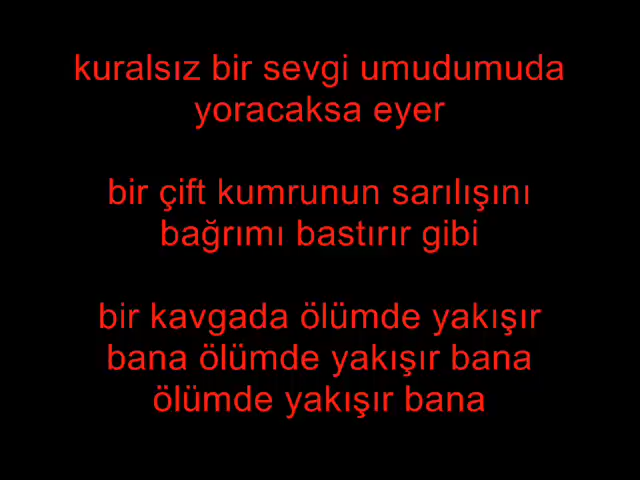 kuralsız bir sevgi umudumuda
yoracaksa eyer
bir çift kumrunun sarılışını
bağrımı bastırır gibi
bir kavgada ölümde yakışır
bana ölümde yakışır bana
ölümde yakışır bana